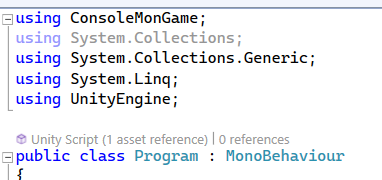 using ConsoleMonGame;
using System.Collections;
using System.Collections.Generic;
using System.Linq;
using UnityEngine;
Unity Script (1 asset reference) | 0 references
public class Program : MonoBehaviour
{